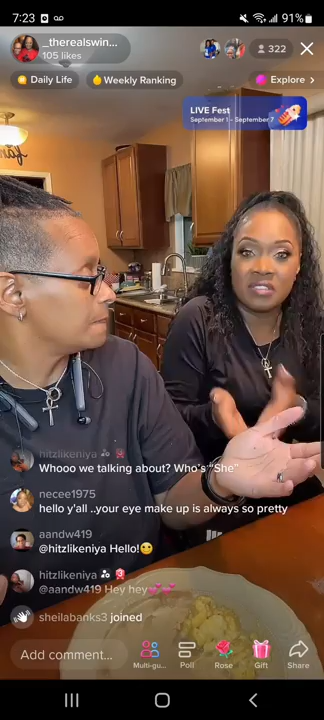 7:23
91%
_therealswin...
105 likes
322
Daily Life
Weekly Ranking
Explore >
LIVE Fest
September 1 - September 7
hitzlikeniya
Whooo we talking about? Who's "She"
necee1975
hello y'all ..your eye make up is always so pretty
aandw419
@hitzlikeniya Hello!😊
hitzlikeniya
@aandw419 Hey hey💕💕
sheilabanks3 joined
Add comment...
Multi-gu...
Poll
Rose
Gift
Share